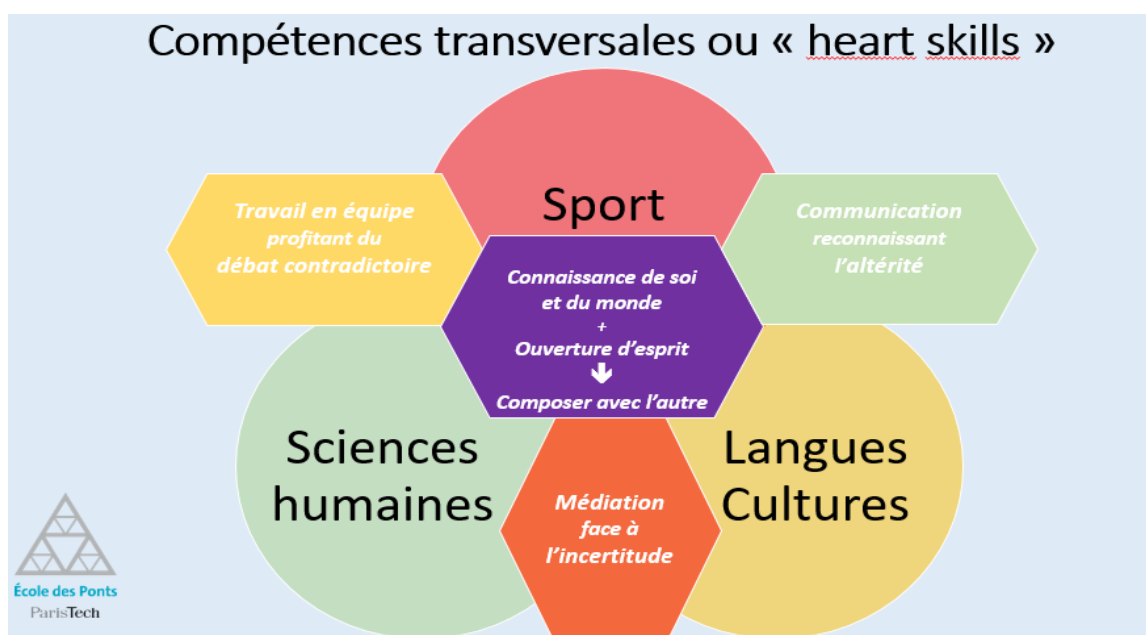 Compétences transversales ou « heart skills »
Sport
Travail en équipe
profitant du
débat contradictoire
Communication
reconnaissant
l'altérité
Connaissance de soi
et du monde
+
Ouverture d'esprit
Composer avec l'autre
Sciences
humaines
Langues
Cultures
Médiation
face à
l'incertitude
École des Ponts
ParisTech